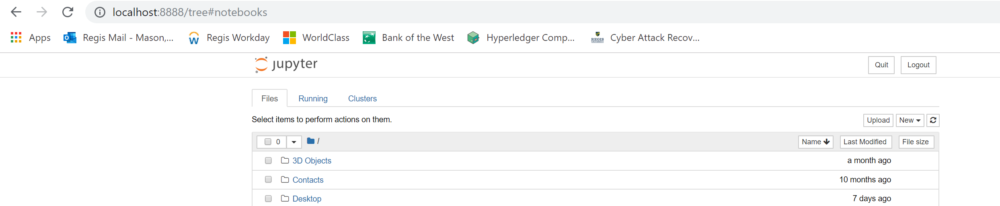 localhost:8888/tree#notebooks
Apps Regis Mail - Mason,... Regis Workday WorldClass Bank of the West Hyperledger Comp... REGIS UNIVERSITY Cyber Attack Recov...
jupyter Quit Logout
Files Running Clusters
Select items to perform actions on them. Upload New
0 / Name Last Modified File size
3D Objects a month ago
Contacts 10 months ago
Desktop 7 days ago